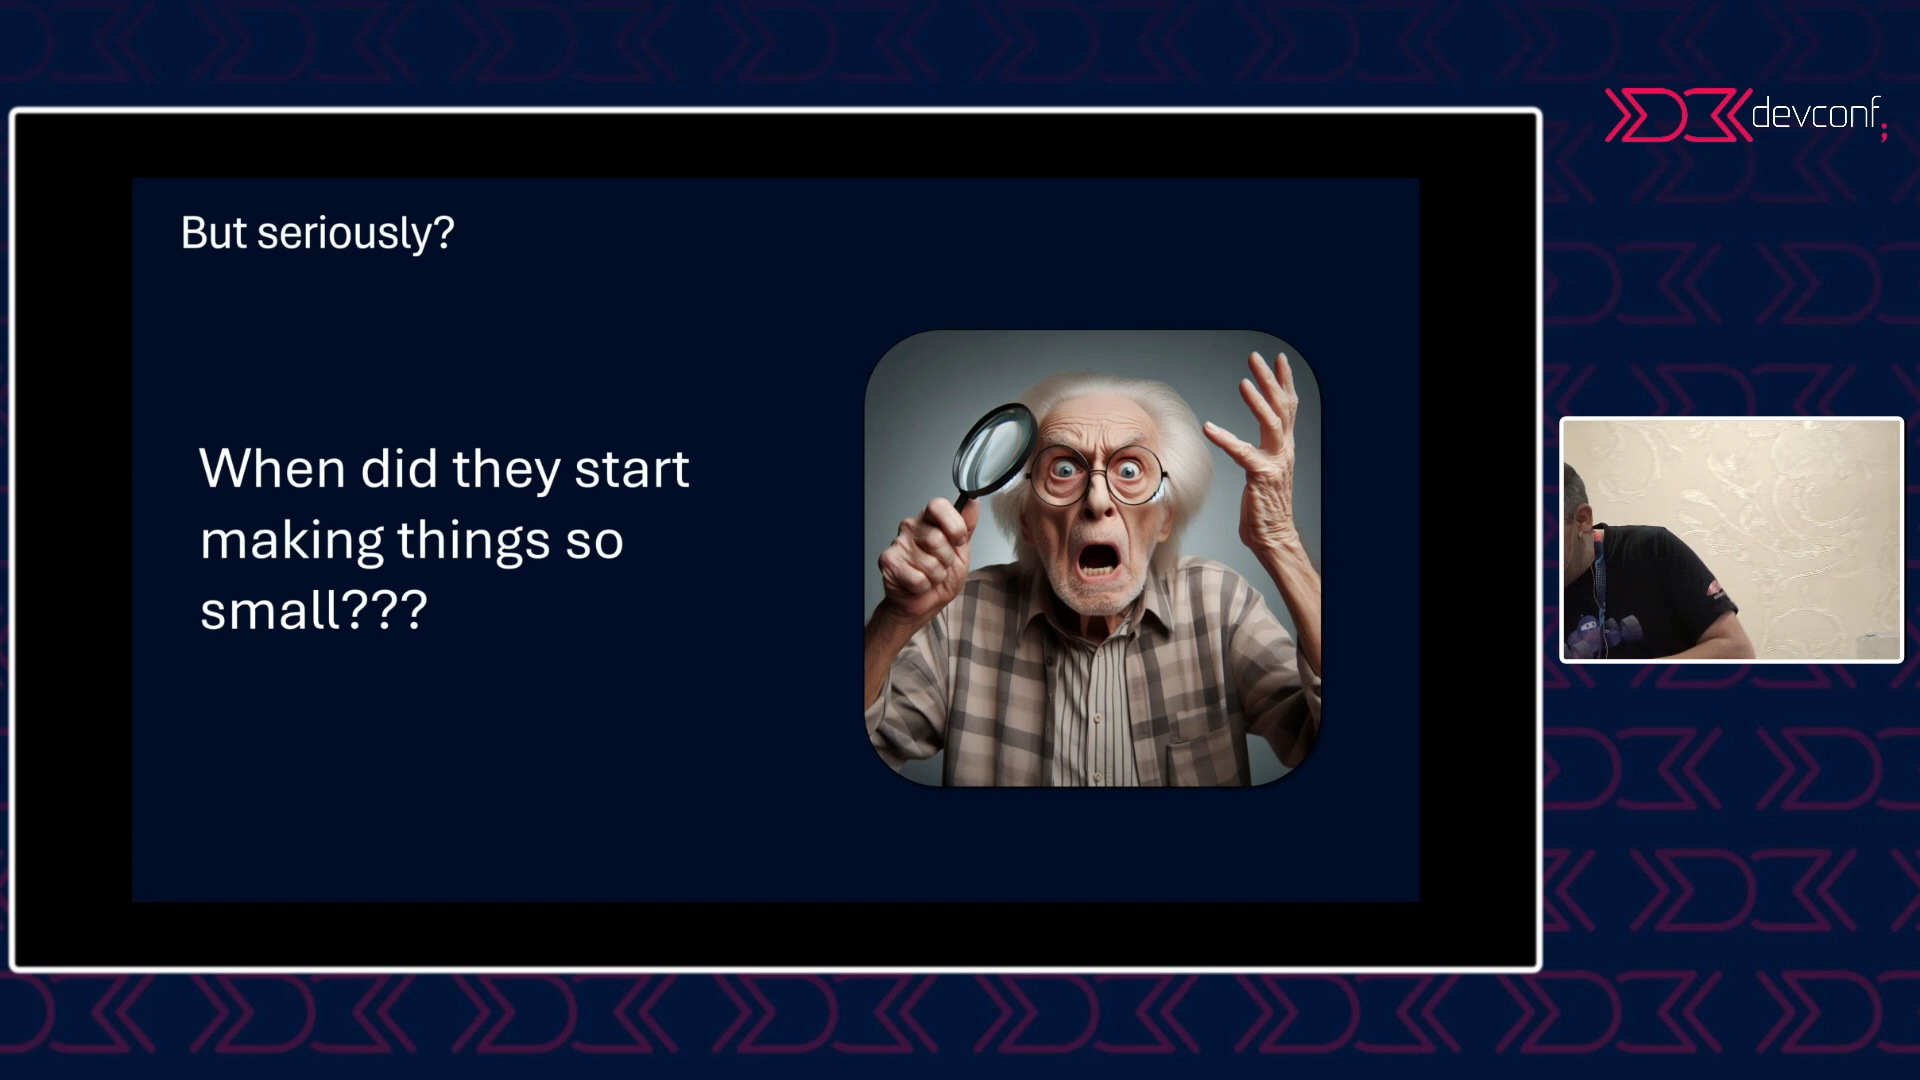 devconf;
But seriously?
When did they start
making things so
small???